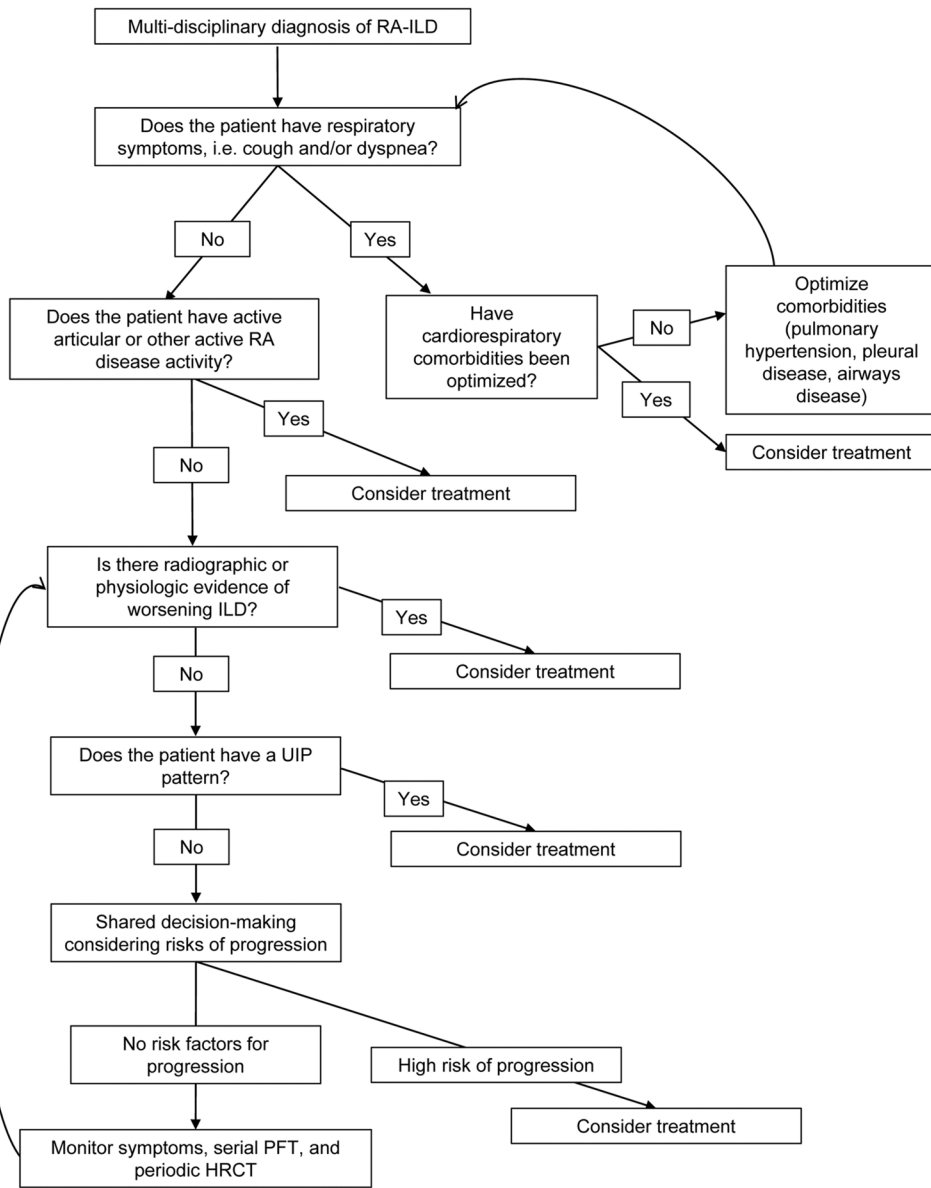 Multi-disciplinary diagnosis of RA-ILD
Does the patient have respiratory
symptoms, i.e. cough and/or dyspnea?
No
Yes
Does the patient have active
articular or other active RA
disease activity?
Have
cardiorespiratory
comorbidities been
optimized?
No
Optimize
comorbidities
(pulmonary
hypertension, pleural
disease, airways
disease)
Yes
Consider treatment
Yes
No
Consider treatment
Is there radiographic or
physiologic evidence of
worsening ILD?
Yes
No
Consider treatment
Does the patient have a UIP
pattern?
Yes
No
Consider treatment
Shared decision-making
considering risks of progression
No risk factors for
progression
High risk of progression
Consider treatment
Monitor symptoms, serial PFT, and
periodic HRCT